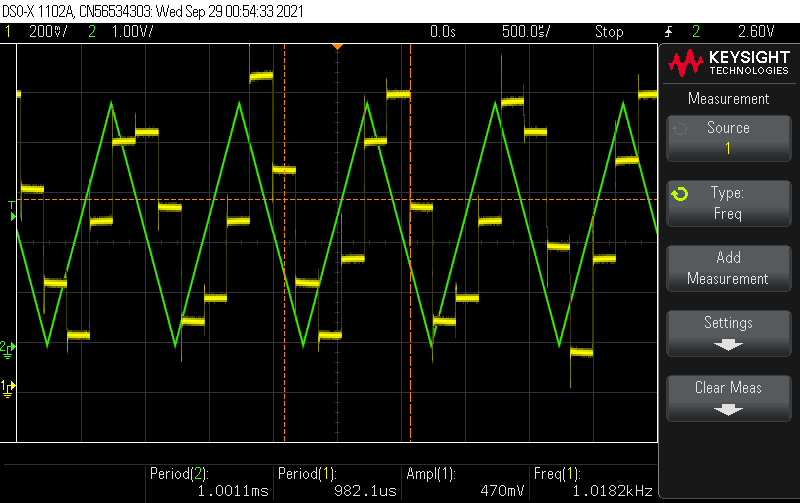 DSO-X 1102A, CN56534303: Wed Sep 29 00:54:33 2021
1 200mV/ 2 1.00V/ 0.0s 500.0us/ Stop 2 2.60V
KEYSIGHT
TECHNOLOGIES
Measurement
Source
1
Type:
Freq
Add
Measurement
Settings
Clear Meas
T
2
1
Period(2): Period(1): Ampl(1): Freq(1):
1.0011ms 982.1us 470mV 1.0182kHz